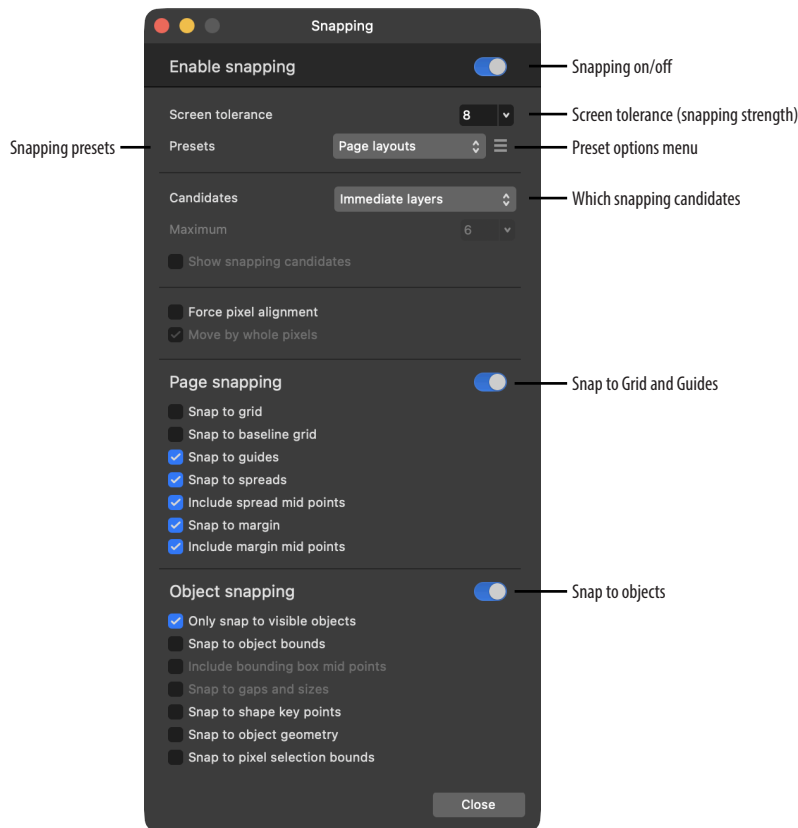 Snapping
Enable snapping
Snapping on/off
Screen tolerance
8
Screen tolerance (snapping strength)
Snapping presets
Presets
Page layouts
Preset options menu
Candidates
Immediate layers
Which snapping candidates
Maximum
6
Show snapping candidates
Force pixel alignment
Move by whole pixels
Page snapping
Snap to Grid and Guides
Snap to grid
Snap to baseline grid
Snap to guides
Snap to spreads
Include spread mid points
Snap to margin
Include margin mid points
Object snapping
Snap to objects
Only snap to visible objects
Snap to object bounds
Include bounding box mid points
Snap to gaps and sizes
Snap to shape key points
Snap to object geometry
Snap to pixel selection bounds
Close